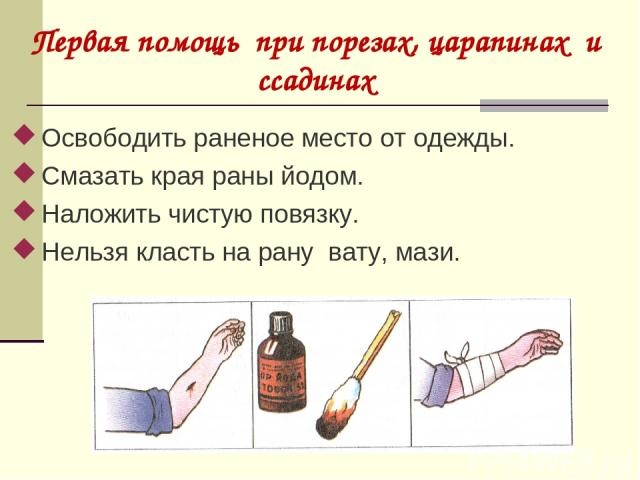 Первая помощь при порезах, царапинах и
ссадинах
Освободить раненое место от одежды.
Смазать края раны йодом.
Наложить чистую повязку.
Нельзя класть на рану вату, мази.
ЙОДА